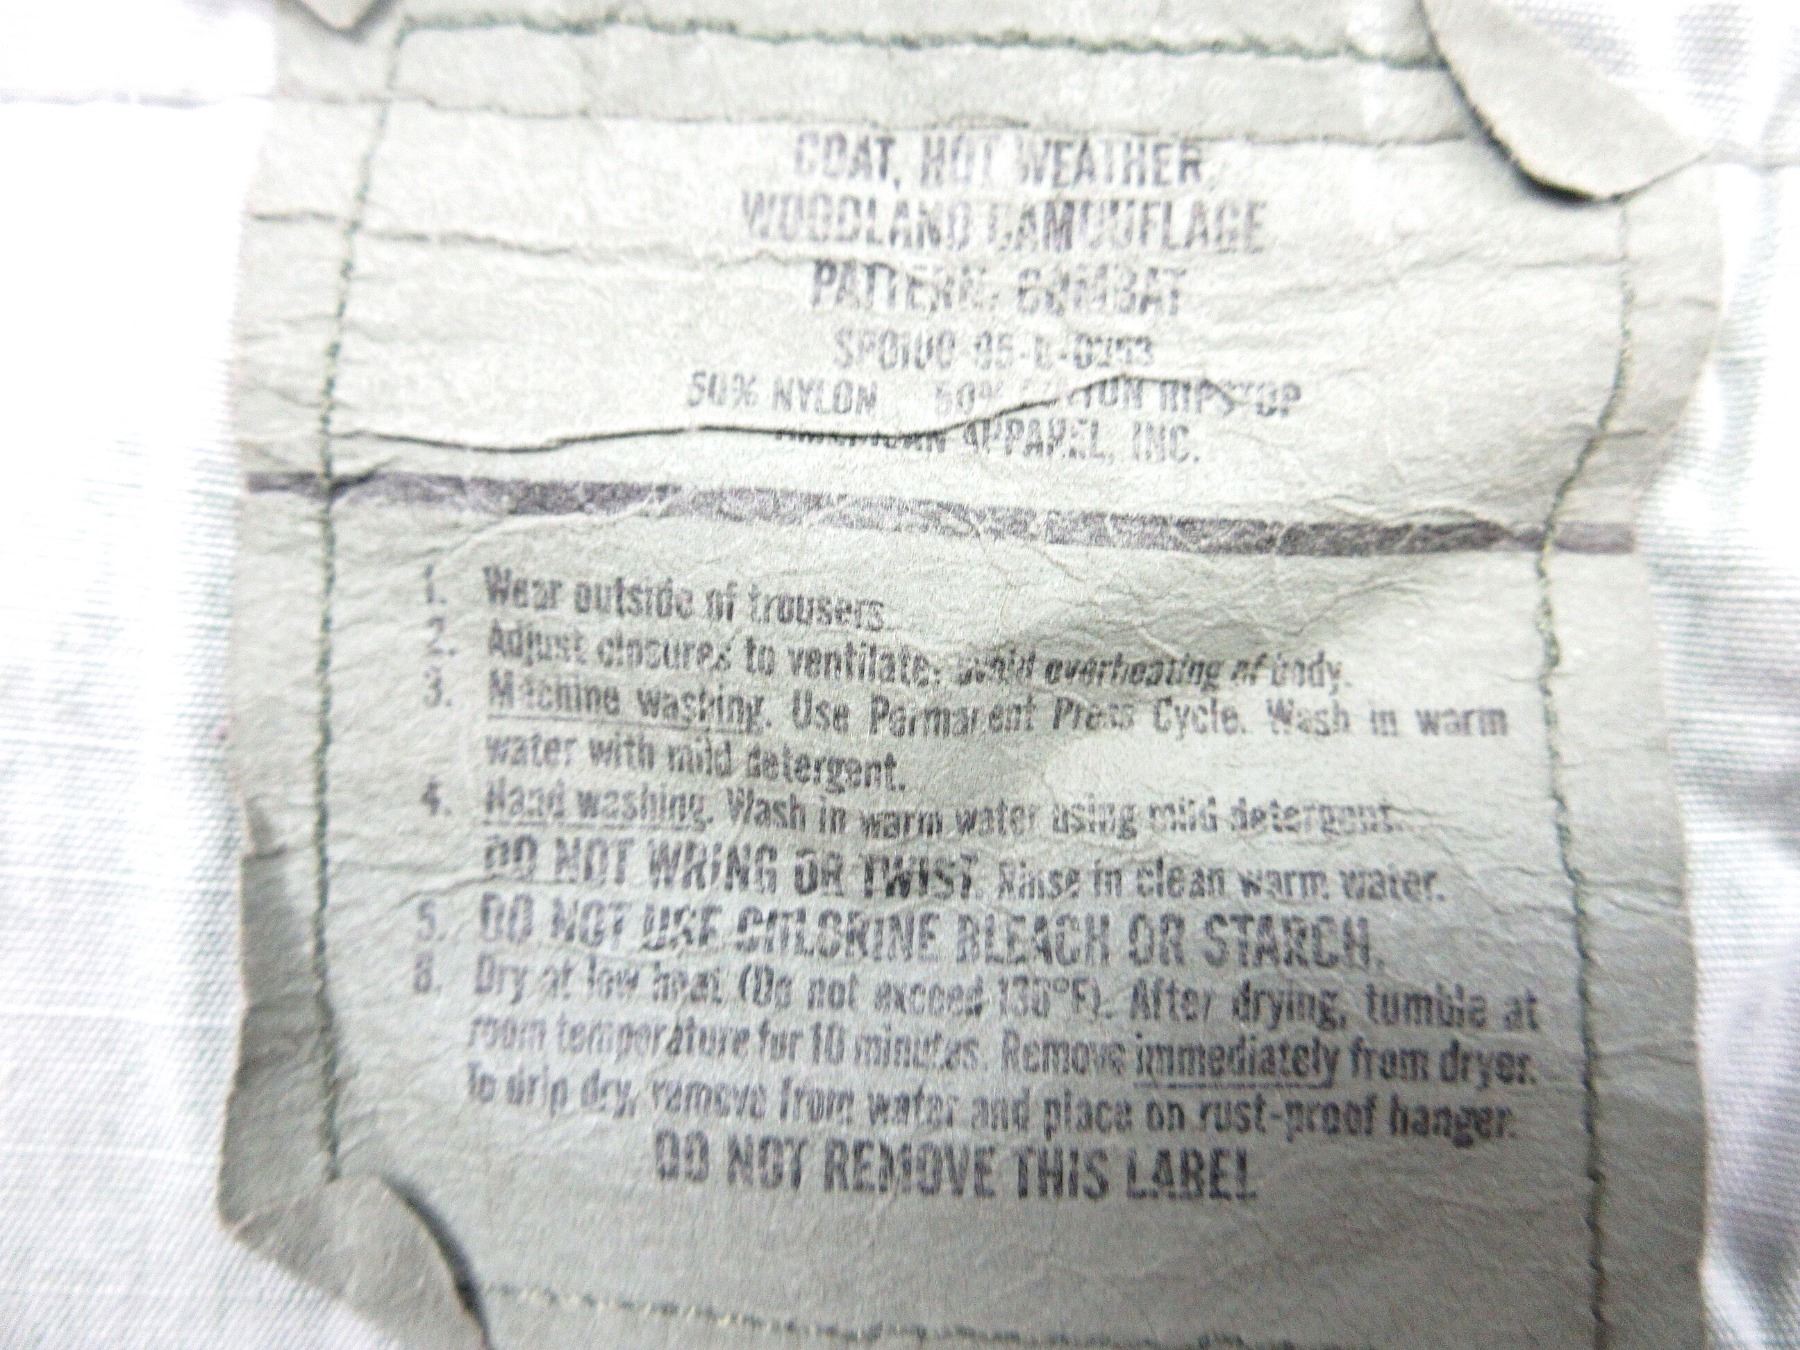 COAT, HOT WEATHER,
WOODLAND CAMOUFLAGE
PATTERN, COMBAT
50% NYLON 50% COTTON RIPSTOP
AMERICAN APPAREL, INC.
1. Wear outside of trousers.
2. Adjust closures to ventilate; avoid overheating of body.
3. Machine washing. Use Permanent Press Cycle. Wash in warm
water with mild detergent.
4. Hand washing. Wash in warm water using mild detergent.
DO NOT WRING OR TWIST. Rinse in clean warm water.
5. DO NOT USE CHLORINE BLEACH OR STARCH.
6. Dry at low heat (Do not exceed 130°F). After drying, tumble at
room temperature for 10 minutes. Remove immediately from dryer.
To drip dry, remove from water and place on rust-proof hanger.
DO NOT REMOVE THIS LABEL